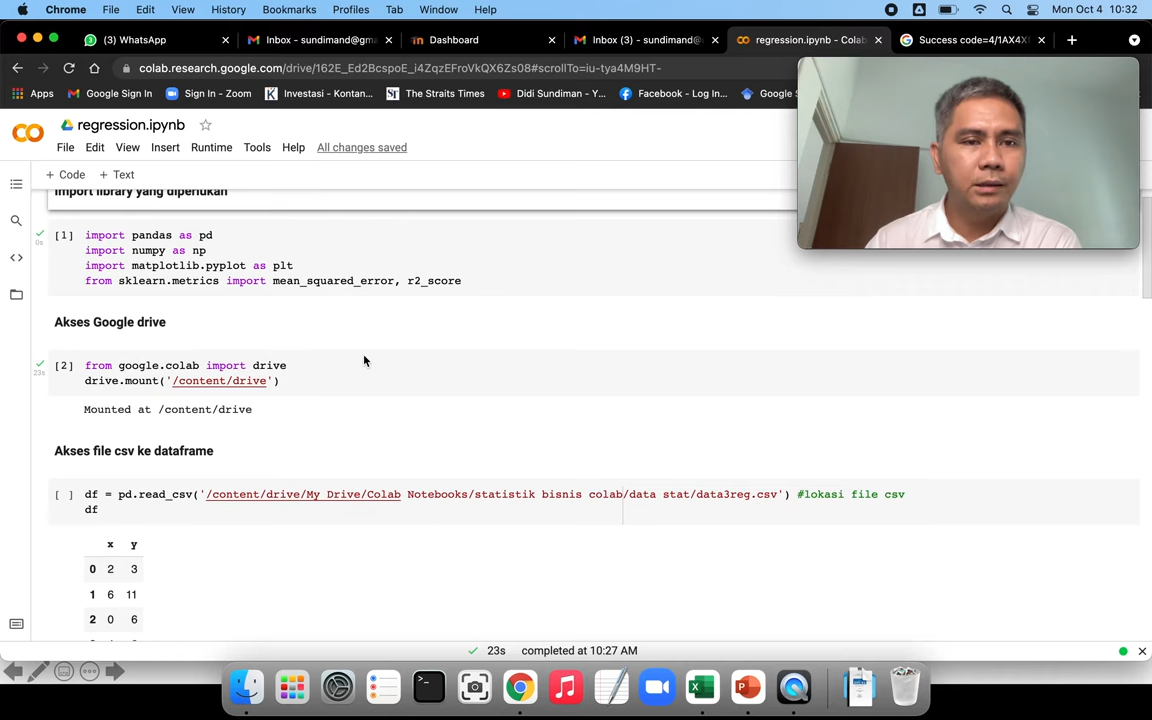 Chrome File Edit View History Bookmarks Profiles Tab Window Help Mon Oct 4 10:32
(3) WhatsApp
Inbox - sundimand@gma
Dashboard
Inbox (3) - sundimand@
regression.ipynb - Colab
Success code=4/1AX4X
colab.research.google.com/drive/162E_Ed2BcspoE_i4ZqzEFroVkQX6Zs08#scrollTo=iu-tya4M9HT-
Apps Google Sign In Sign In - Zoom Investasi - Kontan... The Straits Times Didi Sundiman - Y... Facebook - Log In... Google S
regression.ipynb
File Edit View Insert Runtime Tools Help All changes saved
+ Code + Text
Import library yang diperlukan
[1] import pandas as pd
0s
import numpy as np
import matplotlib.pyplot as plt
from sklearn.metrics import mean_squared_error, r2_score
Akses Google drive
[2] from google.colab import drive
23s
drive.mount('/content/drive')
Mounted at /content/drive
Akses file csv ke dataframe
[ ] df = pd.read_csv('/content/drive/My Drive/Colab Notebooks/statistik bisnis colab/data stat/data3reg.csv') #lokasi file csv
df
x y
0 2 3
1 6 11
2 0 6
23s completed at 10:27 AM